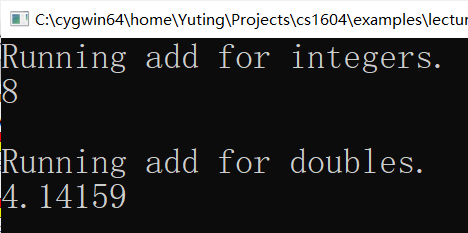 C:\cygwin64\home\Yuting\Projects\cs1604\examples\lectur
Running add for integers.
8
Running add for doubles.
4.14159